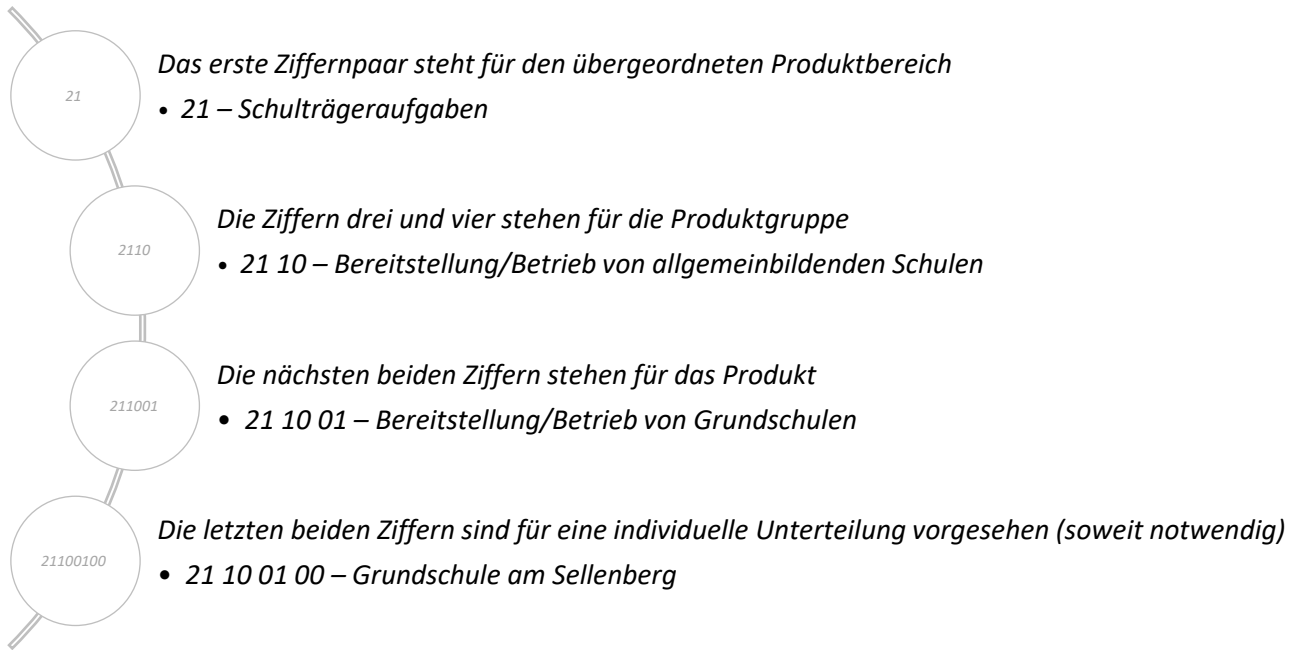 21
Das erste Ziffernpaar steht für den übergeordneten Produktbereich
• 21 – Schulträgeraufgaben
2110
Die Ziffern drei und vier stehen für die Produktgruppe
• 21 10 – Bereitstellung/Betrieb von allgemeinbildenden Schulen
211001
Die nächsten beiden Ziffern stehen für das Produkt
• 21 10 01 – Bereitstellung/Betrieb von Grundschulen
21100100
Die letzten beiden Ziffern sind für eine individuelle Unterteilung vorgesehen (soweit notwendig)
• 21 10 01 00 – Grundschule am Sellenberg